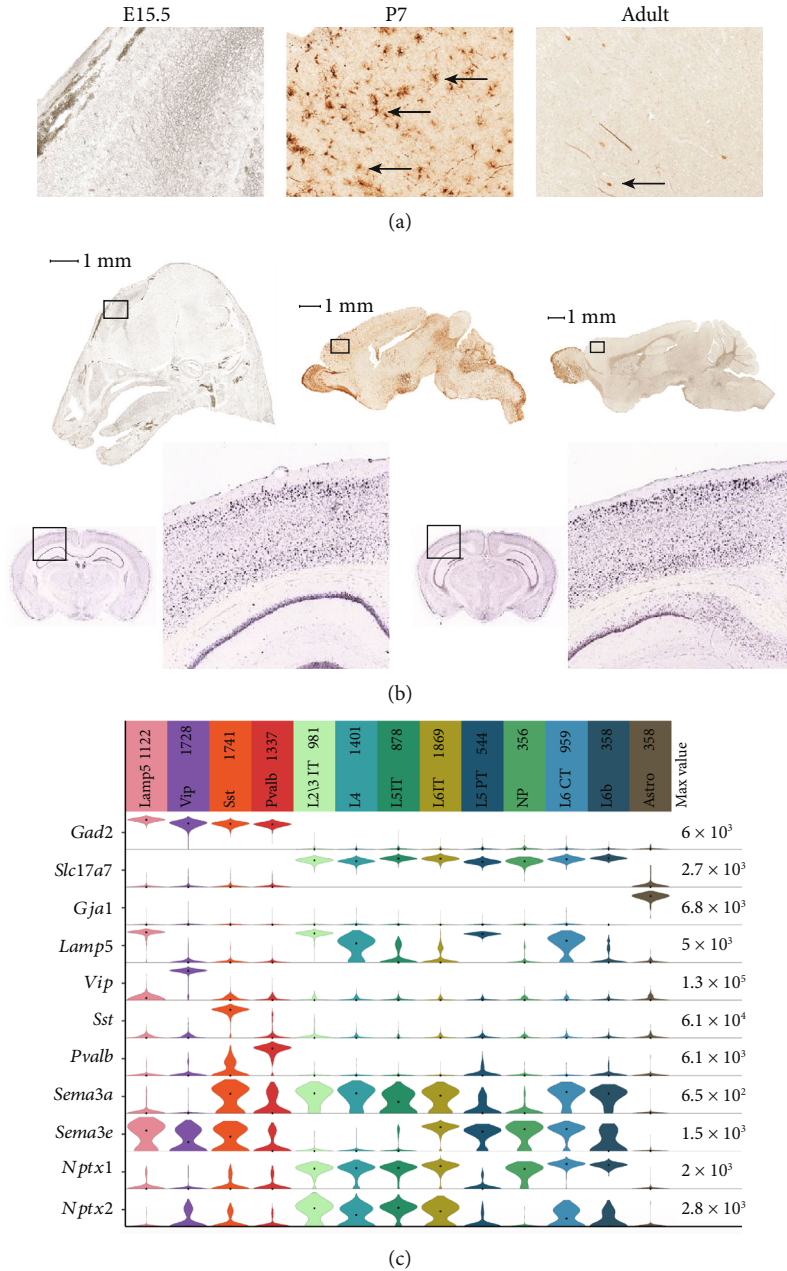 E15.5 P7 Adult
(a)
1 mm
1 mm
1 mm
(b)
Lamp5 1122
Vip 1728
Sst 1741
Pvalb 1337
L2\3 IT 981
L4 1401
L5IT 878
L6IT 1869
L5 PT 544
NP 356
L6 CT 959
L6b 358
Astro 358
Max value
Gad2 6 × 10³
Slc17a7 2.7 × 10³
Gja1 6.8 × 10³
Lamp5 5 × 10³
Vip 1.3 × 10⁵
Sst 6.1 × 10⁴
Pvalb 6.1 × 10³
Sema3a 6.5 × 10²
Sema3e 1.5 × 10³
Nptx1 2 × 10³
Nptx2 2.8 × 10³
(c)